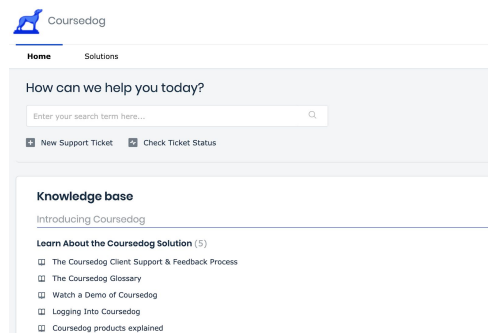 Coursedog
Home Solutions
How can we help you today?
Enter your search term here...
New Support Ticket Check Ticket Status
Knowledge base
Introducing Coursedog
Learn About the Coursedog Solution (5)
The Coursedog Client Support & Feedback Process
The Coursedog Glossary
Watch a Demo of Coursedog
Logging Into Coursedog
Coursedog products explained